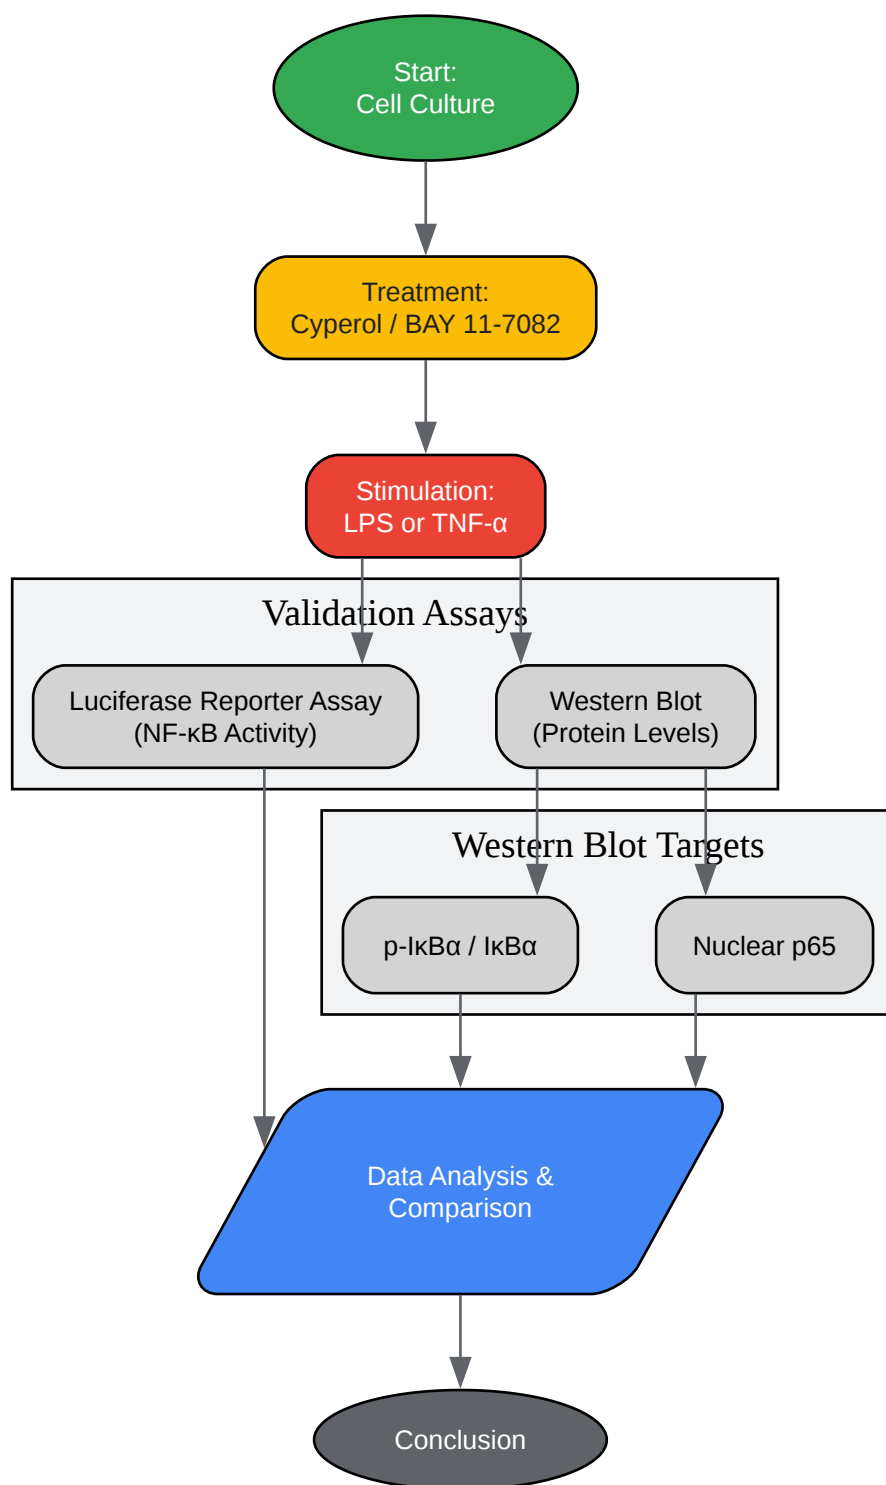 Start:
Cell Culture
Treatment:
Cyperol / BAY 11-7082
Stimulation:
LPS or TNF-α
Validation Assays
Luciferase Reporter Assay
(NF-κB Activity)
Western Blot
(Protein Levels)
Western Blot Targets
p-IκBα / IκBα
Nuclear p65
Data Analysis &
Comparison
Conclusion